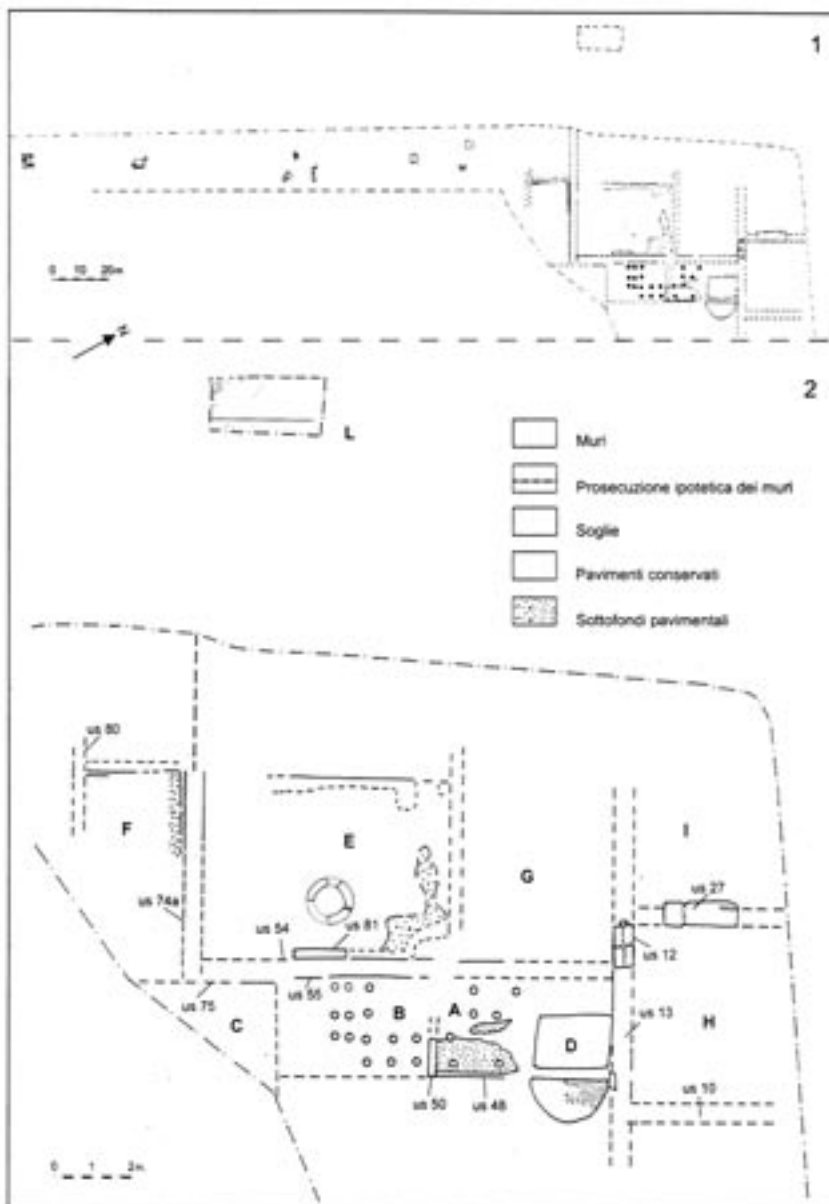 1
0 10 20m
N
2
L
Muri
Prosecuzione ipotetica dei muri
Soglie
Pavimenti conservati
Sottofondi pavimentali
us 80
F
E
I
G
us 27
us 74a
us 54
us 81
us 12
us 55
us 75
C
B
A
D
us 13
H
us 10
us 50
us 48
0 1 2m